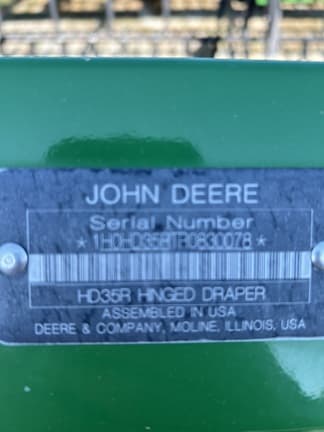 JOHN DEERE
Serial Number
*1H0HD35RTR0830078*
HD35R HINGED DRAPER
ASSEMBLED IN USA
DEERE & COMPANY, MOLINE, ILLINOIS, USA